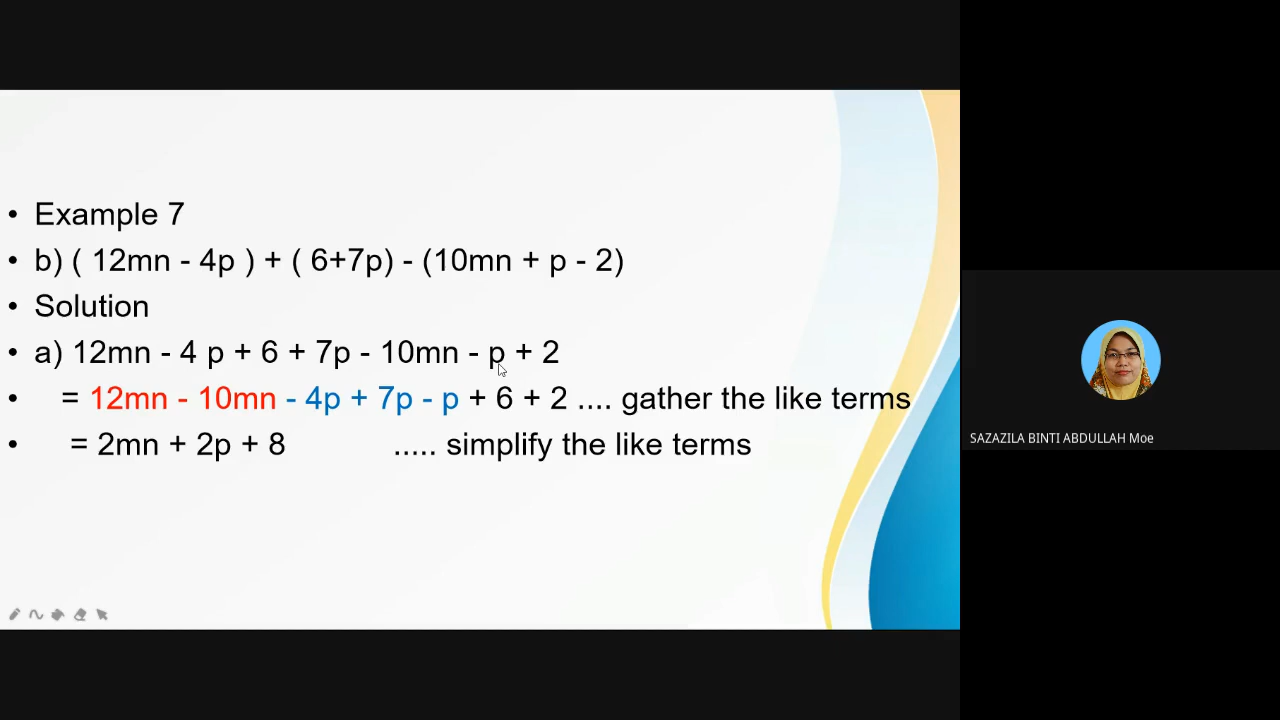 • Example 7
• b) ( 12mn - 4p ) + ( 6+7p) - (10mn + p - 2)
• Solution
• a) 12mn - 4 p + 6 + 7p - 10mn - p + 2
• = 12mn - 10mn - 4p + 7p - p + 6 + 2 .... gather the like terms
• = 2mn + 2p + 8 ..... simplify the like terms
SAZAZILA BINTI ABDULLAH Moe